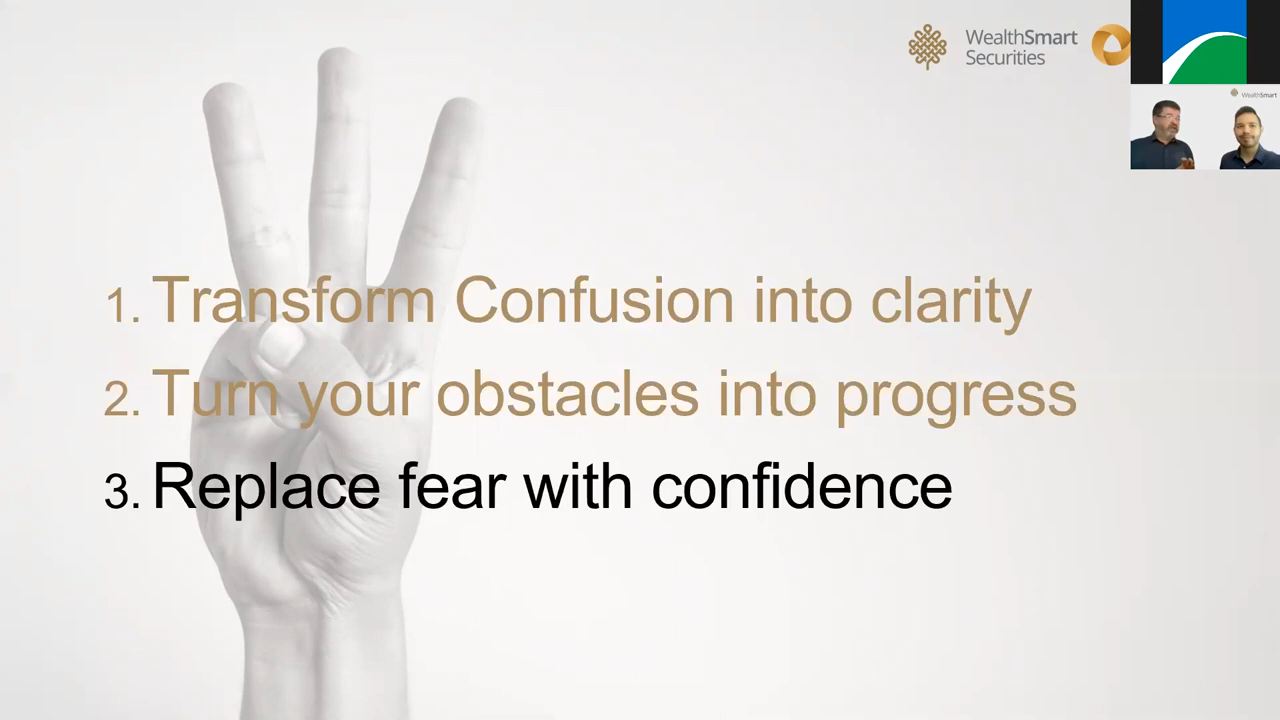 WealthSmart
Securities
WealthSmart
1. Transform Confusion into clarity
2. Turn your obstacles into progress
3. Replace fear with confidence